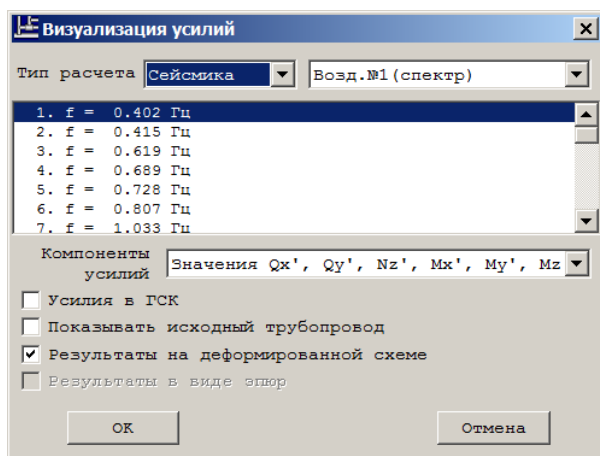 Визуализация усилий
Тип расчета Сейсмика Возд.№1(спектр)
1. f = 0.402 Гц
2. f = 0.415 Гц
3. f = 0.619 Гц
4. f = 0.689 Гц
5. f = 0.728 Гц
6. f = 0.807 Гц
7. f = 1.033 Гц
Компоненты
усилий
Значения Qx', Qy', Nz', Mx', My', Mz
Усилия в ГСК
Показывать исходный трубопровод
Результаты на деформированной схеме
Результаты в виде эпюр
OK Отмена